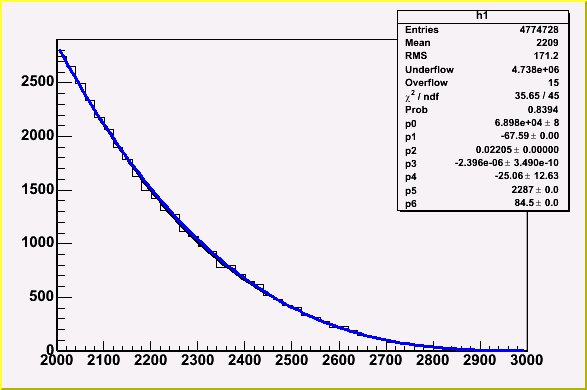 h1
Entries 4774728
Mean 2209
RMS 171.2
Underflow 4.738e+06
Overflow 15
χ² / ndf 35.65 / 45
Prob 0.8394
p0 6.898e+04 ± 8
p1 -67.59 ± 0.00
p2 0.02205 ± 0.00000
p3 -2.396e-06 ± 3.490e-10
p4 -25.06 ± 12.63
p5 2287 ± 0.0
p6 84.5 ± 0.0
2500
2000
1500
1000
500
0
2000 2100 2200 2300 2400 2500 2600 2700 2800 2900 3000